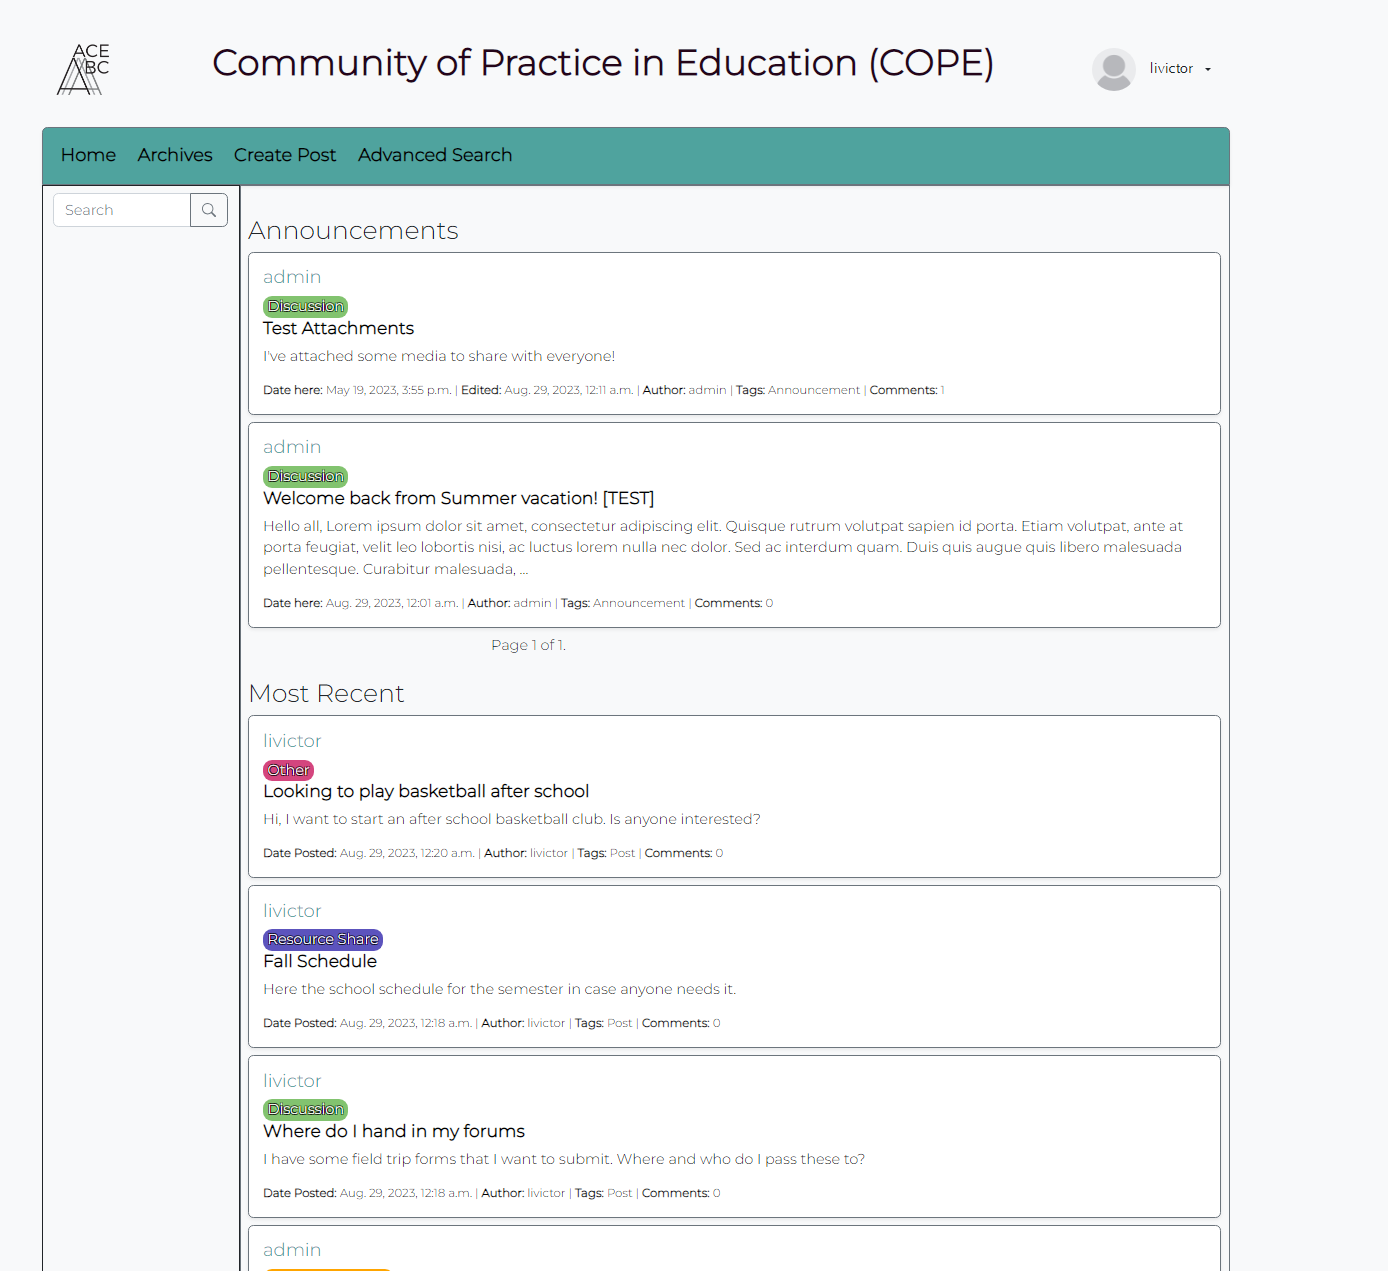 ACE
BC
Community of Practice in Education (COPE)
livictor
Home Archives Create Post Advanced Search
Search
Announcements
admin
Discussion
Test Attachments
I've attached some media to share with everyone!
Date here: May 19, 2023, 3:55 p.m. | Edited: Aug. 29, 2023, 12:11 a.m. | Author: admin | Tags: Announcement | Comments: 1
admin
Discussion
Welcome back from Summer vacation! [TEST]
Hello all, Lorem ipsum dolor sit amet, consectetur adipiscing elit. Quisque rutrum volutpat sapien id porta. Etiam volutpat, ante at
porta feugiat, velit leo lobortis nisi, ac luctus lorem nulla nec dolor. Sed ac interdum quam. Duis quis augue quis libero malesuada
pellentesque. Curabitur malesuada, ...
Date here: Aug. 29, 2023, 12:01 a.m. | Author: admin | Tags: Announcement | Comments: 0
Page 1 of 1.
Most Recent
livictor
Other
Looking to play basketball after school
Hi, I want to start an after school basketball club. Is anyone interested?
Date Posted: Aug. 29, 2023, 12:20 a.m. | Author: livictor | Tags: Post | Comments: 0
livictor
Resource Share
Fall Schedule
Here the school schedule for the semester in case anyone needs it.
Date Posted: Aug. 29, 2023, 12:18 a.m. | Author: livictor | Tags: Post | Comments: 0
livictor
Discussion
Where do I hand in my forums
I have some field trip forms that I want to submit. Where and who do I pass these to?
Date Posted: Aug. 29, 2023, 12:18 a.m. | Author: livictor | Tags: Post | Comments: 0
admin